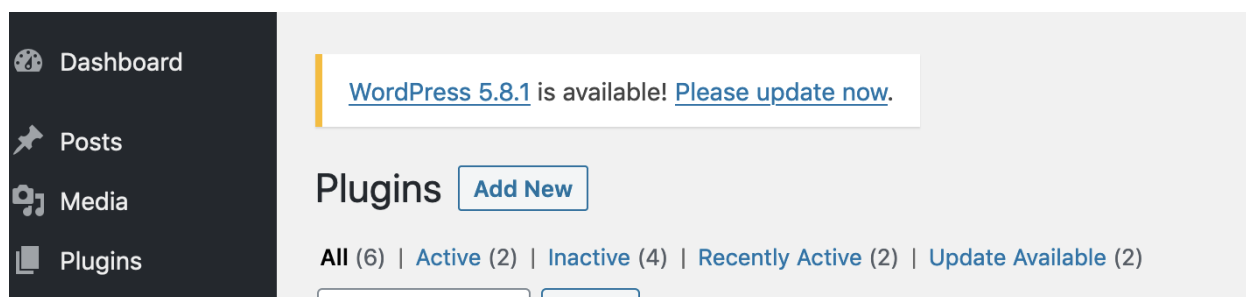 Dashboard
WordPress 5.8.1 is available! Please update now.
Posts
Plugins Add New
Media
All (6) | Active (2) | Inactive (4) | Recently Active (2) | Update Available (2)
Plugins